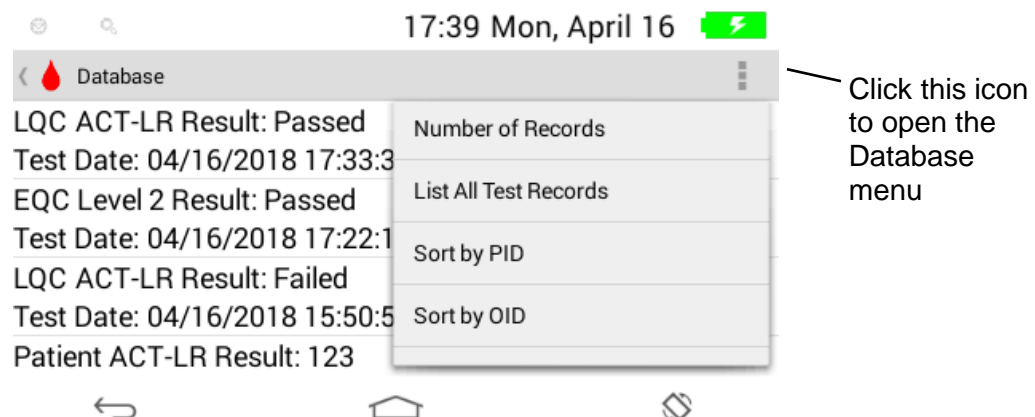 17:39 Mon, April 16
Database
LQC ACT-LR Result: Passed
Test Date: 04/16/2018 17:33:3
EQC Level 2 Result: Passed
Test Date: 04/16/2018 17:22:1
LQC ACT-LR Result: Failed
Test Date: 04/16/2018 15:50:5
Patient ACT-LR Result: 123
Number of Records
List All Test Records
Sort by PID
Sort by OID
Click this icon
to open the
Database
menu